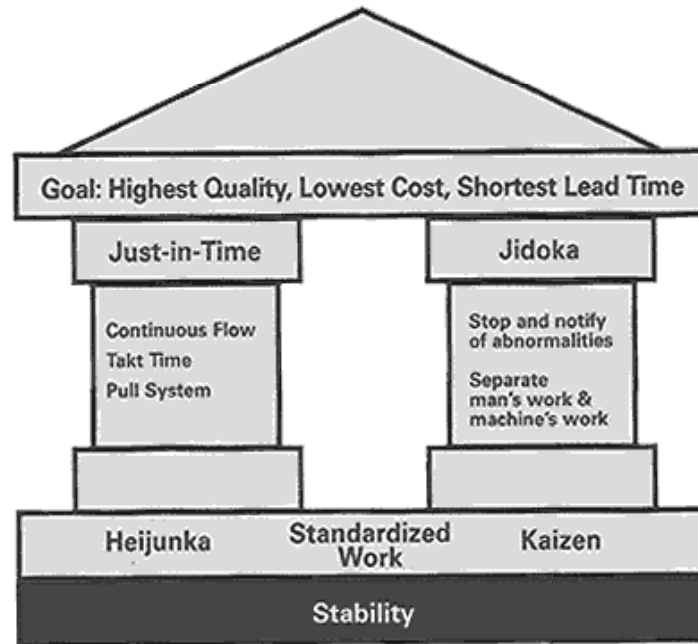 Goal: Highest Quality, Lowest Cost, Shortest Lead Time
Just-in-Time
Continuous Flow
Takt Time
Pull System
Jidoka
Stop and notify
of abnormalities
Separate
man's work &
machine's work
Heijunka
Standardized
Work
Kaizen
Stability